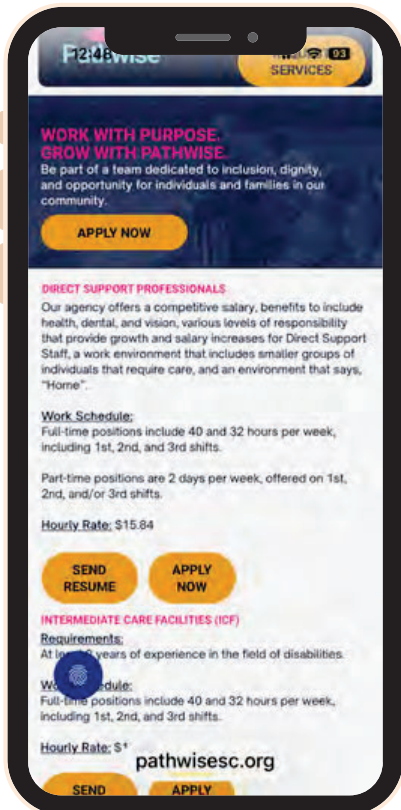 12:48
Pathwise
93
SERVICES
WORK WITH PURPOSE.
GROW WITH PATHWISE.
Be part of a team dedicated to inclusion, dignity,
and opportunity for individuals and families in our
community.
APPLY NOW
DIRECT SUPPORT PROFESSIONALS
Our agency offers a competitive salary, benefits to include
health, dental, and vision, various levels of responsibility
that provide growth and salary increases for Direct Support
Staff, a work environment that includes smaller groups of
individuals that require care, and an environment that says,
“Home”.
Work Schedule:
Full-time positions include 40 and 32 hours per week,
including 1st, 2nd, and 3rd shifts.
Part-time positions are 2 days per week, offered on 1st,
2nd, and/or 3rd shifts.
Hourly Rate: $15.84
SEND
RESUME
APPLY
NOW
INTERMEDIATE CARE FACILITIES (ICF)
Requirements:
At years of experience in the field of disabilities.
Full-time positions include 40 and 32 hours per week,
including 1st, 2nd, and 3rd shifts.
Hourly Rate:
pathwisesc.org
SEND
APPLY